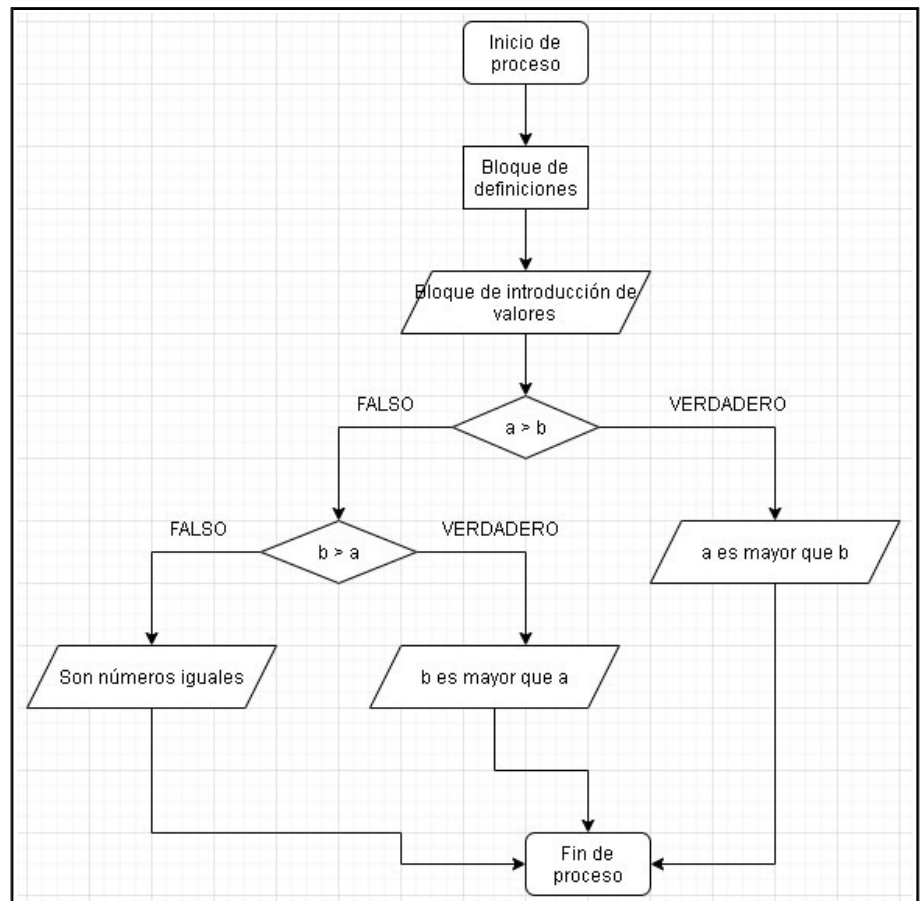 Inicio de
proceso
Bloque de
definiciones
Bloque de introducción de
valores
FALSO
VERDADERO
a > b
FALSO
VERDADERO
b > a
a es mayor que b
Son números iguales
b es mayor que a
Fin de
proceso